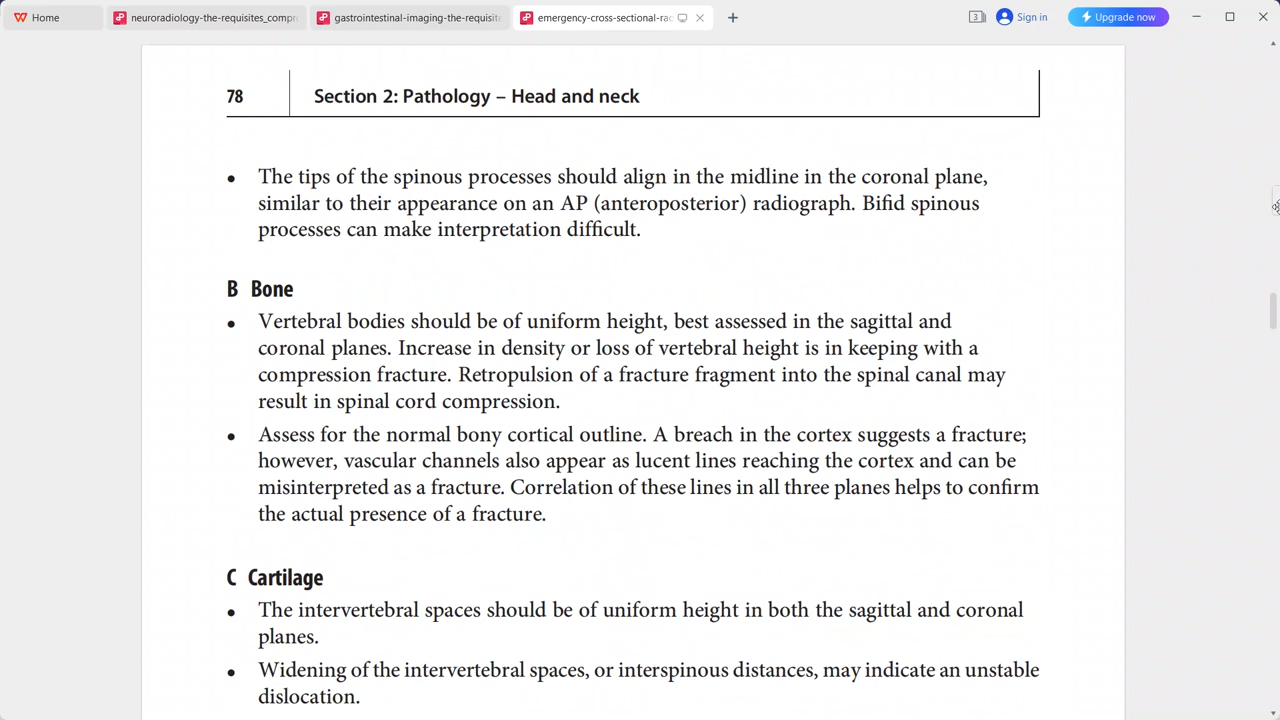 Home
neuroradiology-the-requisites_compr
gastrointestinal-imaging-the-requisite
emergency-cross-sectional-rad
3
Sign in
Upgrade now
78
Section 2: Pathology – Head and neck
• The tips of the spinous processes should align in the midline in the coronal plane,
similar to their appearance on an AP (anteroposterior) radiograph. Bifid spinous
processes can make interpretation difficult.
B Bone
• Vertebral bodies should be of uniform height, best assessed in the sagittal and
coronal planes. Increase in density or loss of vertebral height is in keeping with a
compression fracture. Retropulsion of a fracture fragment into the spinal canal may
result in spinal cord compression.
• Assess for the normal bony cortical outline. A breach in the cortex suggests a fracture;
however, vascular channels also appear as lucent lines reaching the cortex and can be
misinterpreted as a fracture. Correlation of these lines in all three planes helps to confirm
the actual presence of a fracture.
C Cartilage
• The intervertebral spaces should be of uniform height in both the sagittal and coronal
planes.
• Widening of the intervertebral spaces, or interspinous distances, may indicate an unstable
dislocation.